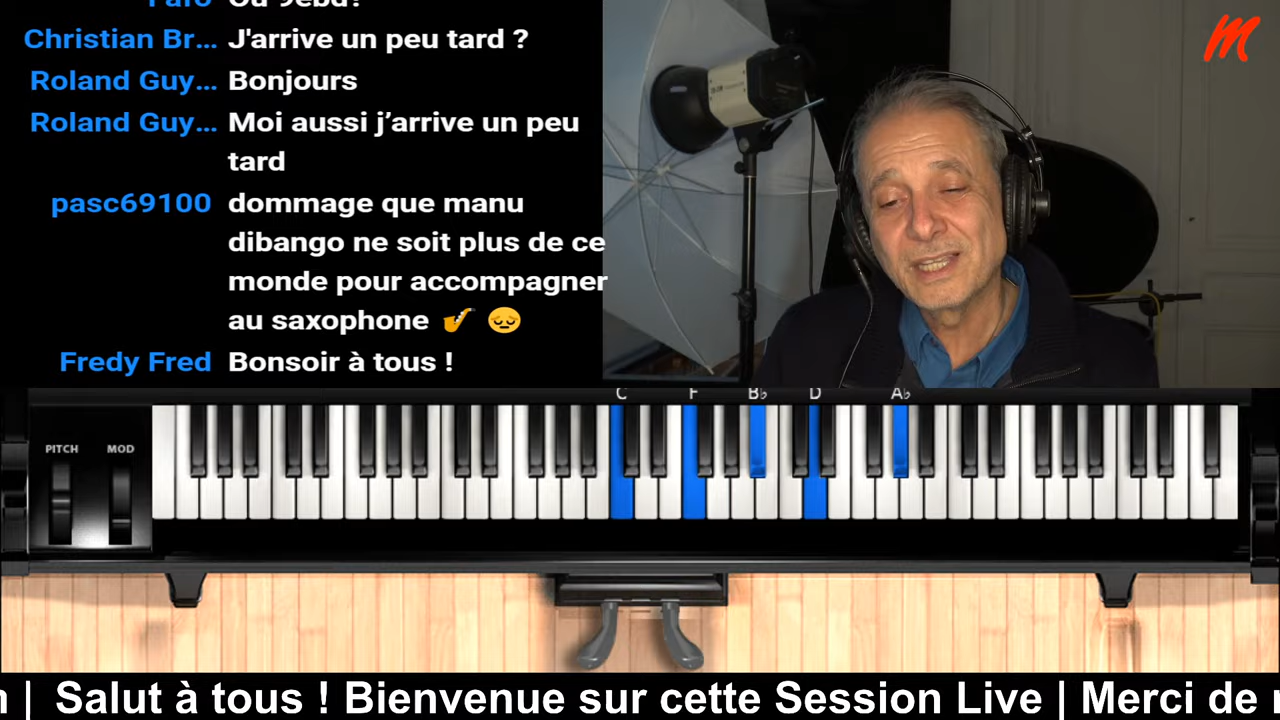 Ou 9ebd?
Christian Br... J'arrive un peu tard ?
Roland Guy... Bonjours
Roland Guy... Moi aussi j’arrive un peu
tard
pasc69100 dommage que manu
dibango ne soit plus de ce
monde pour accompagner
au saxophone 🎷 😔
Fredy Fred Bonsoir à tous !
C F B♭ D A♭
PITCH MOD
| Salut à tous ! Bienvenue sur cette Session Live | Merci de